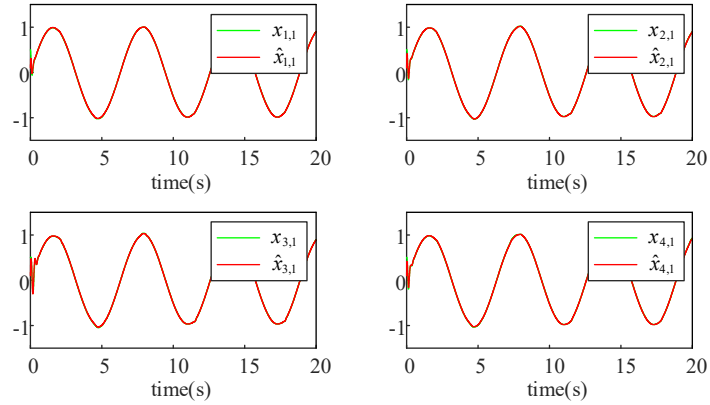 1 x₁,₁ 1 x₂,₁
x̂₁,₁ x̂₂,₁
0 0
-1 -1
0 5 10 15 20 0 5 10 15 20
time(s) time(s)
1 x₃,₁ 1 x₄,₁
x̂₃,₁ x̂₄,₁
0 0
-1 -1
0 5 10 15 20 0 5 10 15 20
time(s) time(s)